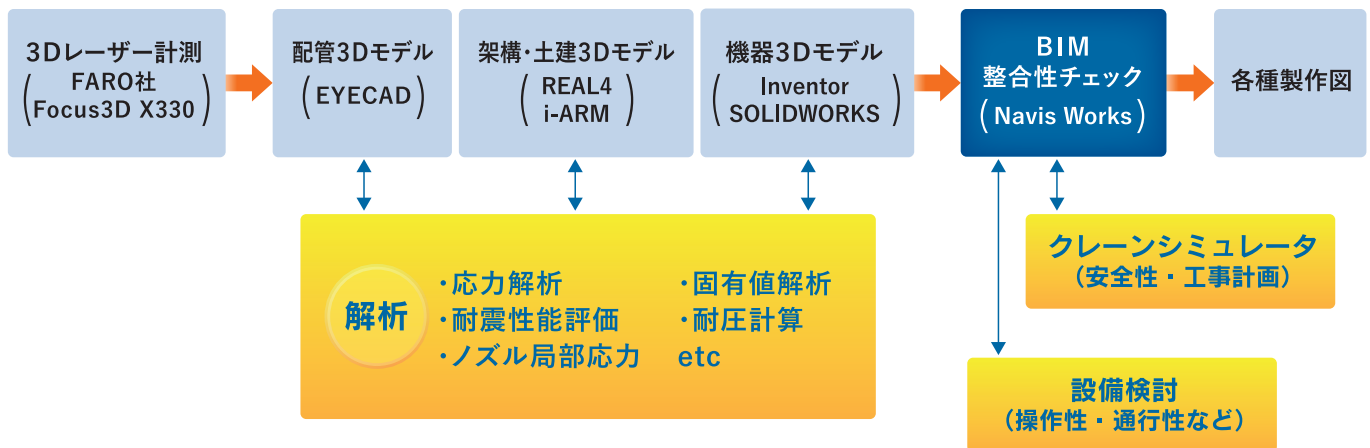 3Dレーザー計測
(FARO社
Focus3D X330)
配管3Dモデル
(EYECAD)
架構・土建3Dモデル
(REAL4
i-ARM)
機器3Dモデル
(Inventor
SOLIDWORKS)
BIM
整合性チェック
(Navis Works)
各種製作図
解析
・応力解析
・耐震性能評価
・ノズル局部応力
・固有値解析
・耐圧計算
etc
クレーンシミュレータ
(安全性・工事計画)
設備検討
(操作性・通行性など)